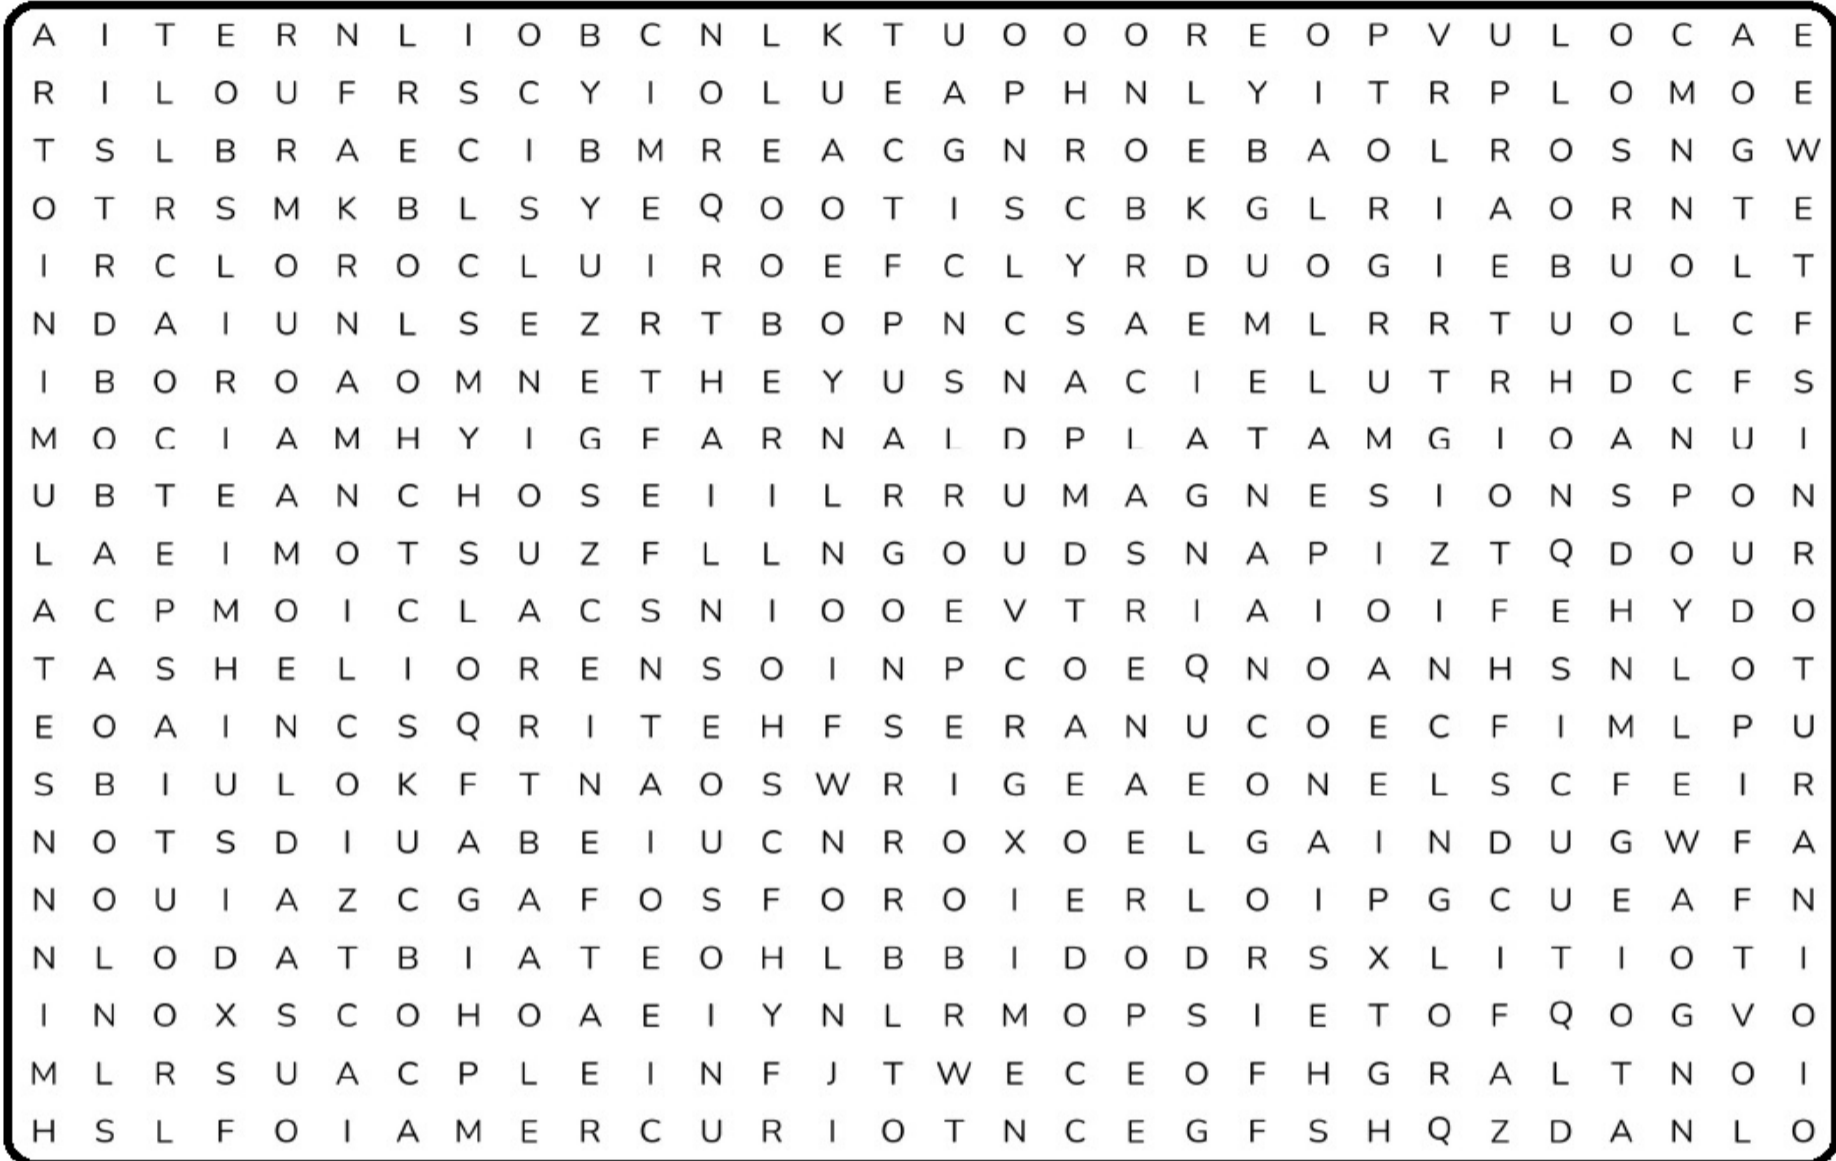 A I T E R N L I O B C N L K T U O O O R E O P V U L O C A E
R I L O U F R S C Y I O L U E A P H N L Y I T R P L O M O E
T S L B R A E C I B M R E A C G N R O E B A O L R O S N G W
O T R S M K B L S Y E Q O O T I S C B K G L R I A O R N T E
I R C L O R O C L U I R O E F C L Y R D U O G I E B U O L T
N D A I U N L S E Z R T B O P N C S A E M L R R T U O L C F
I B O R O A O M N E T H E Y U S N A C I E L U T R H D C F S
M O C I A M H Y I G F A R N A L D P L A T A M G I O A N U I
U B T E A N C H O S E I I L R R U M A G N E S I O N S P O N
L A E I M O T S U Z F L L N G O U D S N A P I Z T Q D O U R
A C P M O I C L A C S N I O O E V T R I A I O I F E H Y D O
T A S H E L I O R E N S O I N P C O E Q N O A N H S N L O T
E O A I N C S Q R I T E H F S E R A N U C O E C F I M L P U
S B I U L O K F T N A O S W R I G E A E O N E L S C F E I R
N O T S D I U A B E I U C N R O X O E L G A I N D U G W F A
N O U I A Z C G A F O S F O R O I E R L O I P G C U E A F N
N L O D A T B I A T E O H L B B I D O D R S X L I T I O T I
I N O X S C O H O A E I Y N L R M O P S I E T O F Q O G V O
M L R S U A C P L E I N F J T W E C E O F H G R A L T N O I
H S L F O I A M E R C U R I O T N C E G F S H Q Z D A N L O